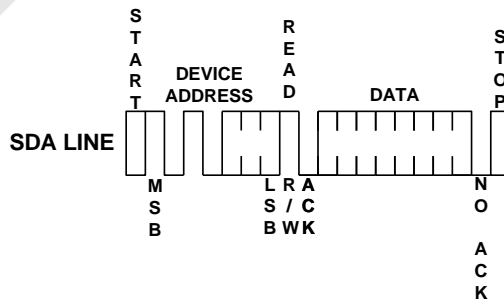 START
DEVICE
ADDRESS
READ
DATA
STOP
SDA LINE
MSB
LSB
R/W
ACK
NO ACK